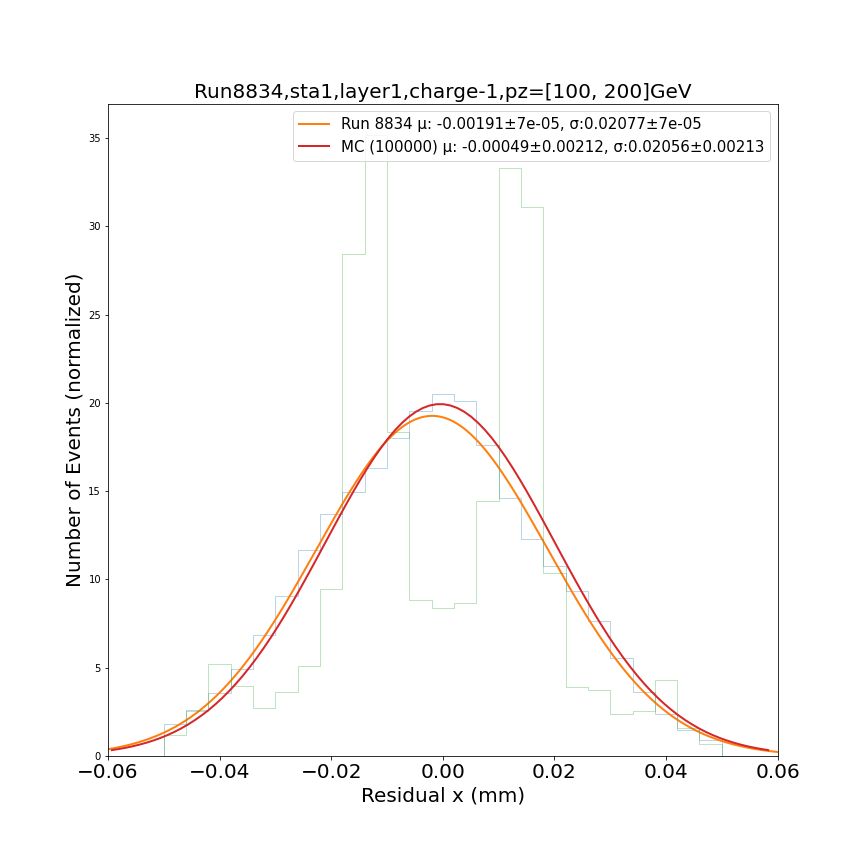 Run8834,sta1,layer1,charge-1,pz=[100, 200]GeV
Run 8834 μ: -0.00191±7e-05, σ:0.02077±7e-05
MC (100000) μ: -0.00049±0.00212, σ:0.02056±0.00213
Number of Events (normalized)
35
30
25
20
15
10
5
0
−0.06 −0.04 −0.02 0.00 0.02 0.04 0.06
Residual x (mm)